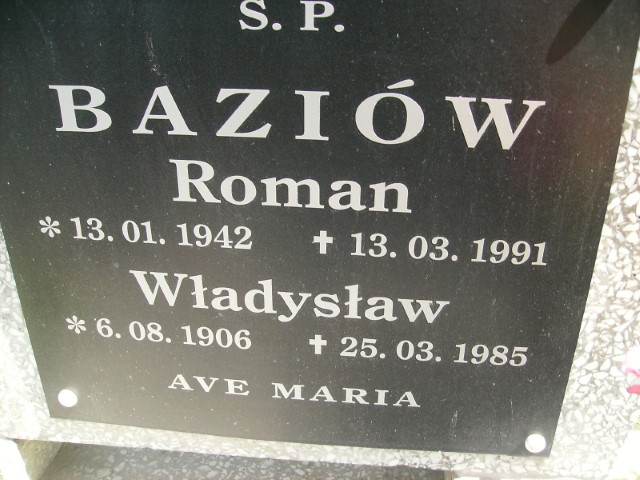 S. P.
BAZIÓW
Roman
* 13. 01. 1942 ✝ 13. 03. 1991
Władysław
* 6. 08. 1906 ✝ 25. 03. 1985
AVE MARIA